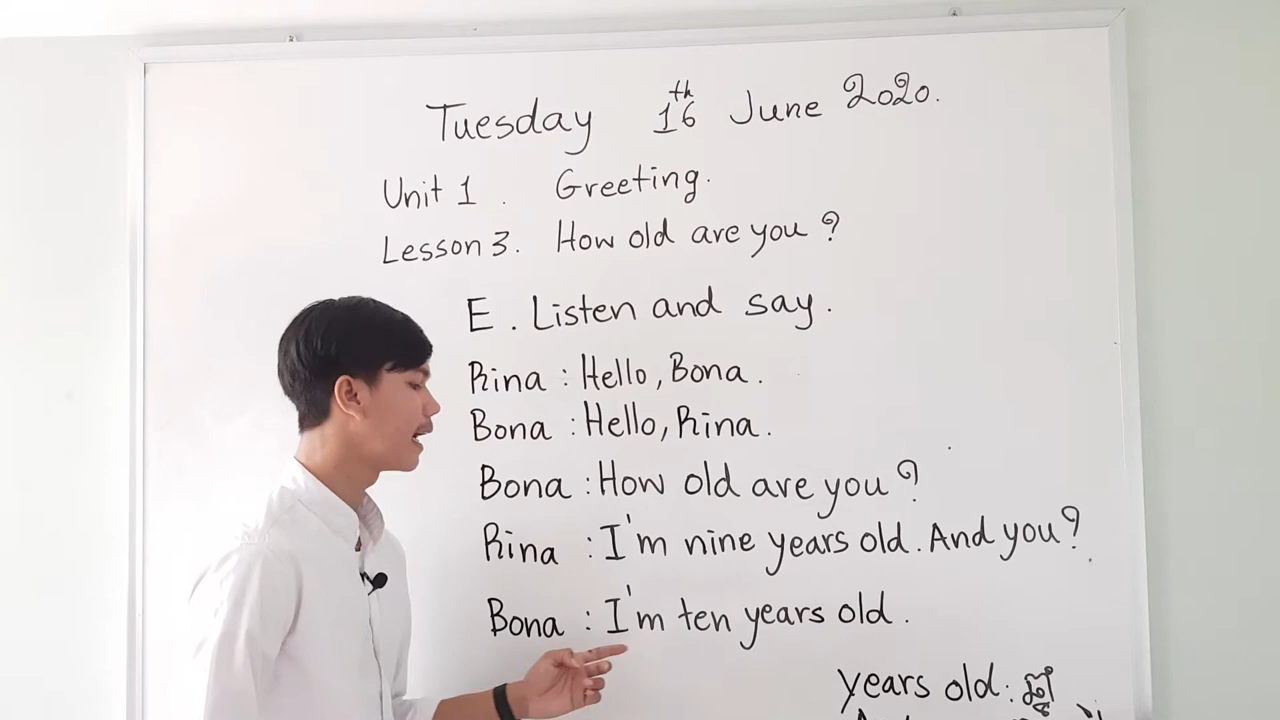 Tuesday 16th June 2020.
Unit 1. Greeting.
Lesson 3. How old are you?
E. Listen and say.
Rina : Hello, Bona.
Bona : Hello, Rina.
Bona : How old are you?
Rina : I'm nine years old. And you?
Bona : I'm ten years old.
years old: